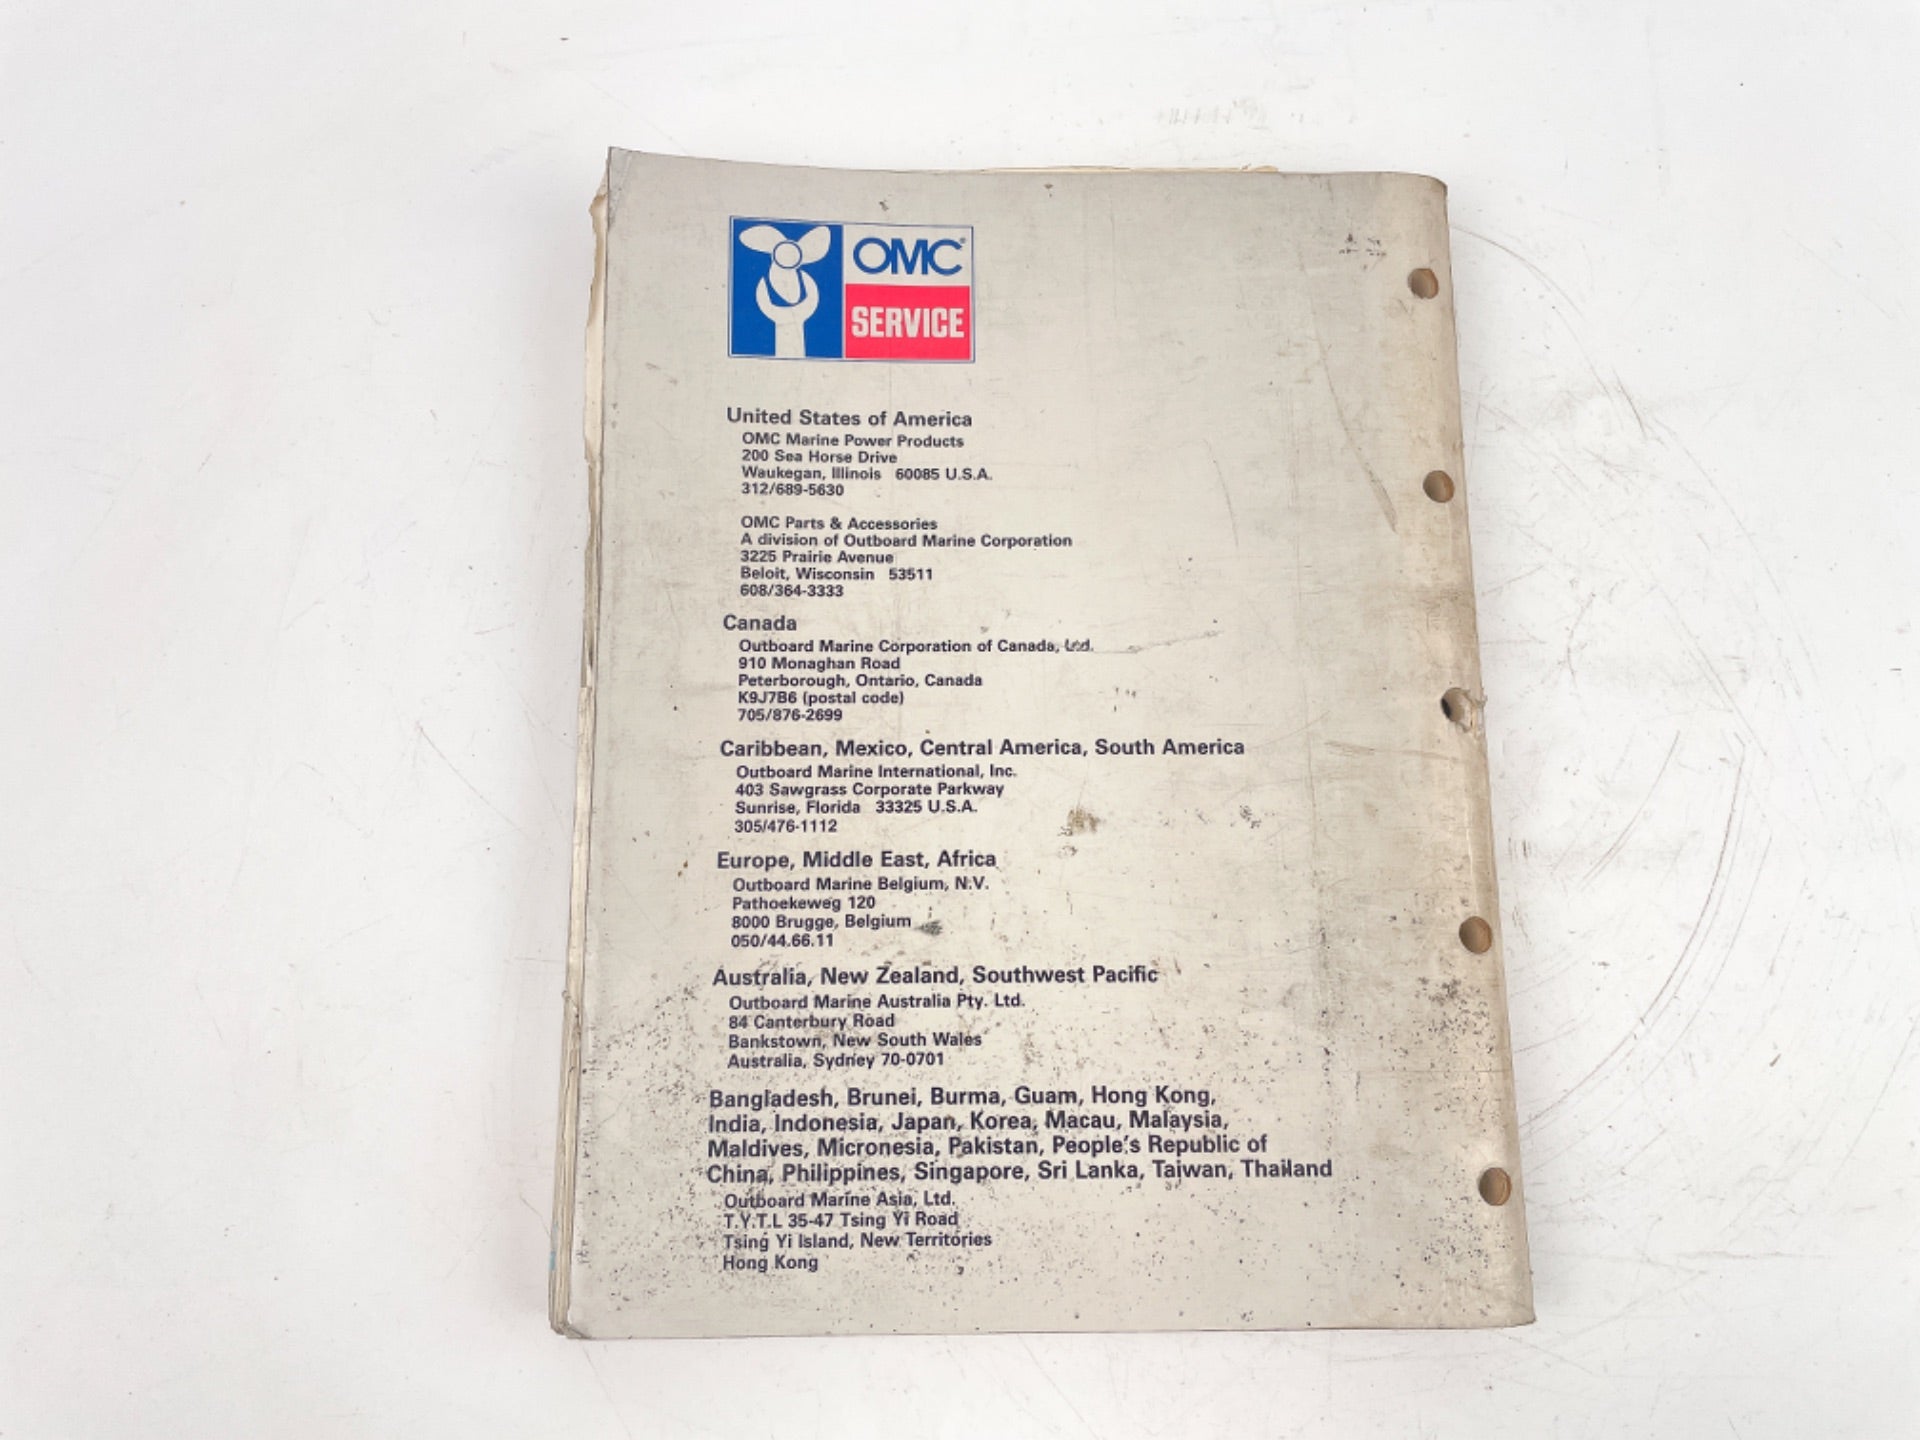 OMC®
SERVICE
United States of America
OMC Marine Power Products
200 Sea Horse Drive
Waukegan, Illinois 60085 U.S.A.
312/689-5630
OMC Parts & Accessories
A division of Outboard Marine Corporation
3225 Prairie Avenue
Beloit, Wisconsin 53511
608/364-3333
Canada
Outboard Marine Corporation of Canada, Ltd.
910 Monaghan Road
Peterborough, Ontario, Canada
K9J7B6 (postal code)
705/876-2699
Caribbean, Mexico, Central America, South America
Outboard Marine International, Inc.
403 Sawgrass Corporate Parkway
Sunrise, Florida 33325 U.S.A.
305/476-1112
Europe, Middle East, Africa
Outboard Marine Belgium, N.V.
Pathoekeweg 120
8000 Brugge, Belgium
050/44.66.11
Australia, New Zealand, Southwest Pacific
Outboard Marine Australia Pty. Ltd.
84 Canterbury Road
Bankstown, New South Wales
Australia, Sydney 70-0701
Bangladesh, Brunei, Burma, Guam, Hong Kong,
India, Indonesia, Japan, Korea, Macau, Malaysia,
Maldives, Micronesia, Pakistan, People's Republic of
China, Philippines, Singapore, Sri Lanka, Taiwan, Thailand
Outboard Marine Asia, Ltd.
T.Y.T.L 35-47 Tsing Yi Road
Tsing Yi Island, New Territories
Hong Kong